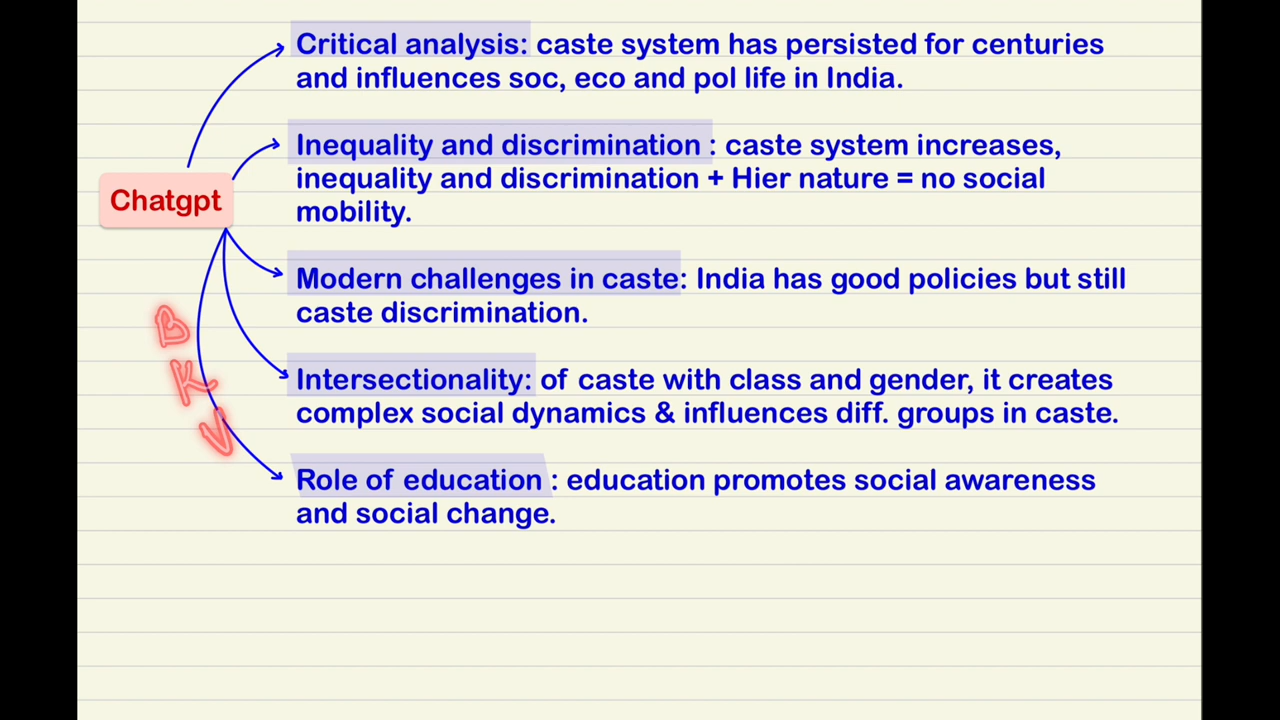 Critical analysis: caste system has persisted for centuries
and influences soc, eco and pol life in India.
Inequality and discrimination : caste system increases,
inequality and discrimination + Hier nature = no social
mobility.
Chatgpt
Modern challenges in caste: India has good policies but still
caste discrimination.
B
K
V
Intersectionality: of caste with class and gender, it creates
complex social dynamics & influences diff. groups in caste.
Role of education : education promotes social awareness
and social change.